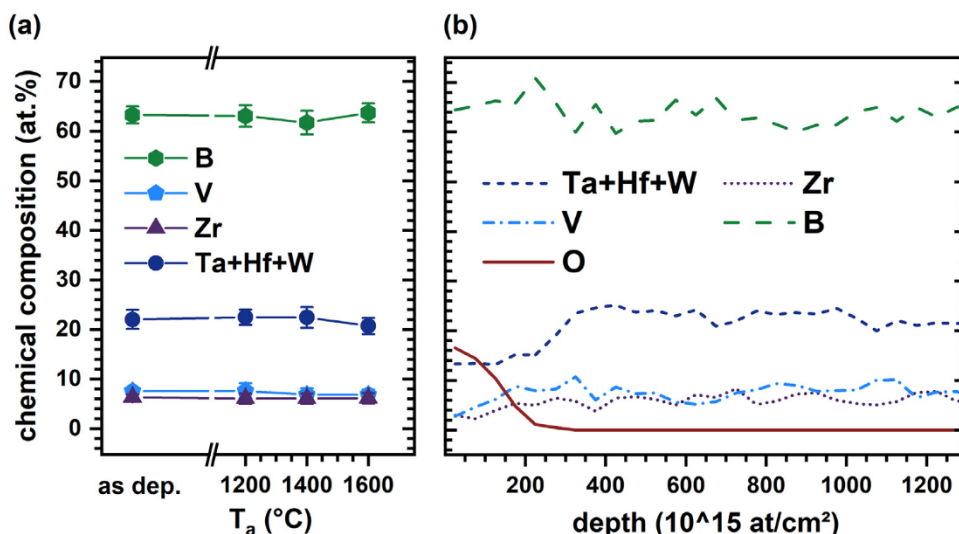 (a)
(b)
chemical composition (at.%)
70
60
50
40
30
20
10
0
B
V
Zr
Ta+Hf+W
as dep. 1200 1400 1600
T_a (°C)
Ta+Hf+W Zr
V B
O
200 400 600 800 1000 1200
depth (10^15 at/cm²)